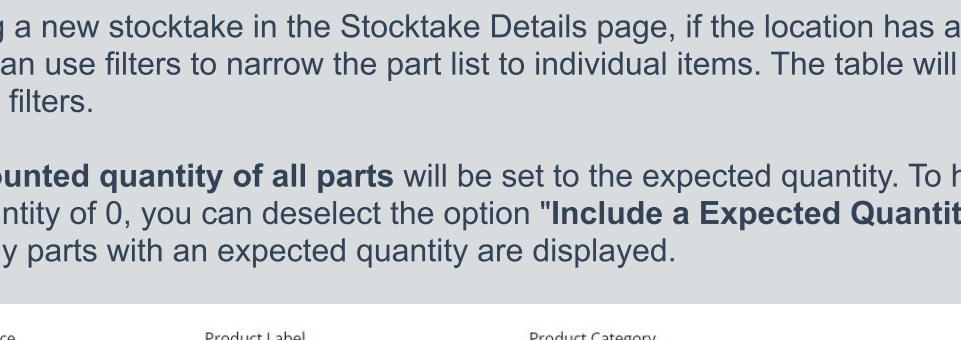 a new stocktake in the Stocktake Details page, if the location has a
an use filters to narrow the part list to individual items. The table will
filters.
ounted quantity of all parts will be set to the expected quantity. To h
ntity of 0, you can deselect the option "Include a Expected Quantit
y parts with an expected quantity are displayed.
ce Product Label Product Category